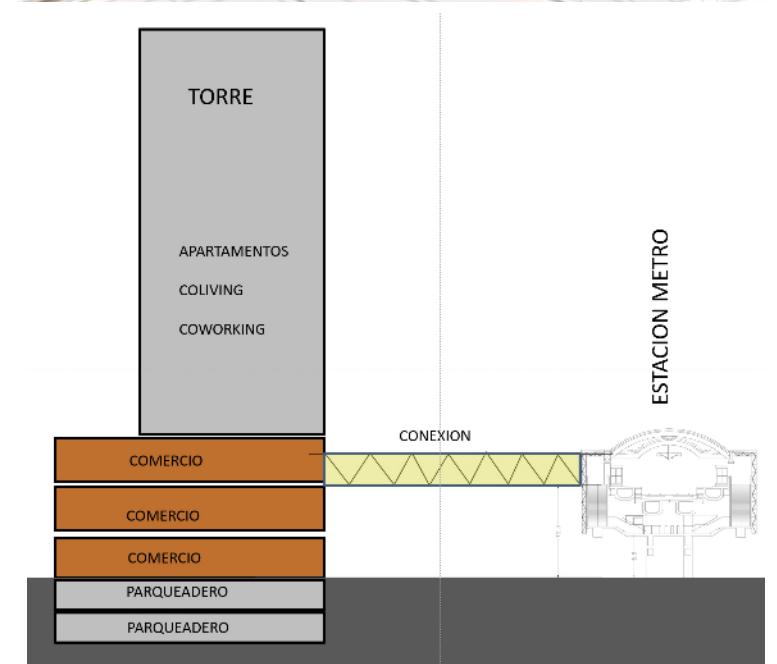 TORRE
APARTAMENTOS
COLIVING
COWORKING
ESTACION METRO
CONEXION
COMERCIO
COMERCIO
COMERCIO
PARQUEADERO
PARQUEADERO